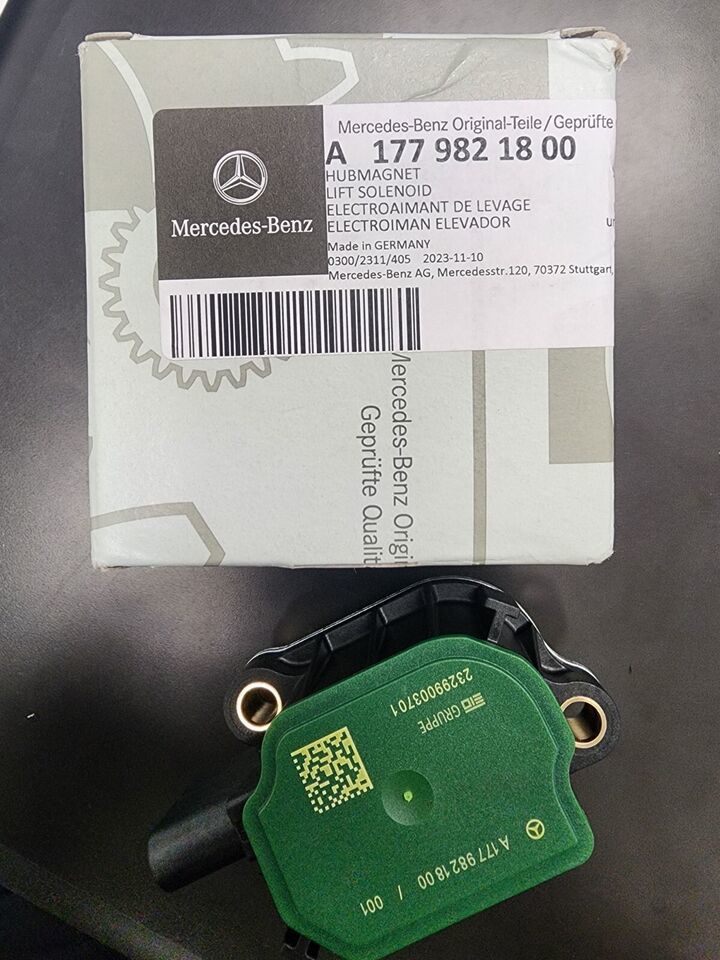 Mercedes-Benz
Mercedes-Benz Original-Teile/Geprüfte
A 177 982 18 00
HUBMAGNET
LIFT SOLENOID
ELECTROAIMANT DE LEVAGE
ELECTROIMAN ELEVADOR
Made in GERMANY
0300/2311/405 2023-11-10
Mercedes-Benz AG, Mercedesstr.120, 70372 Stuttgart,
Mercedes-Benz Origi
Geprüfte Qualit
GRUPPE
23299003701
A 177 982 18 00 / 001